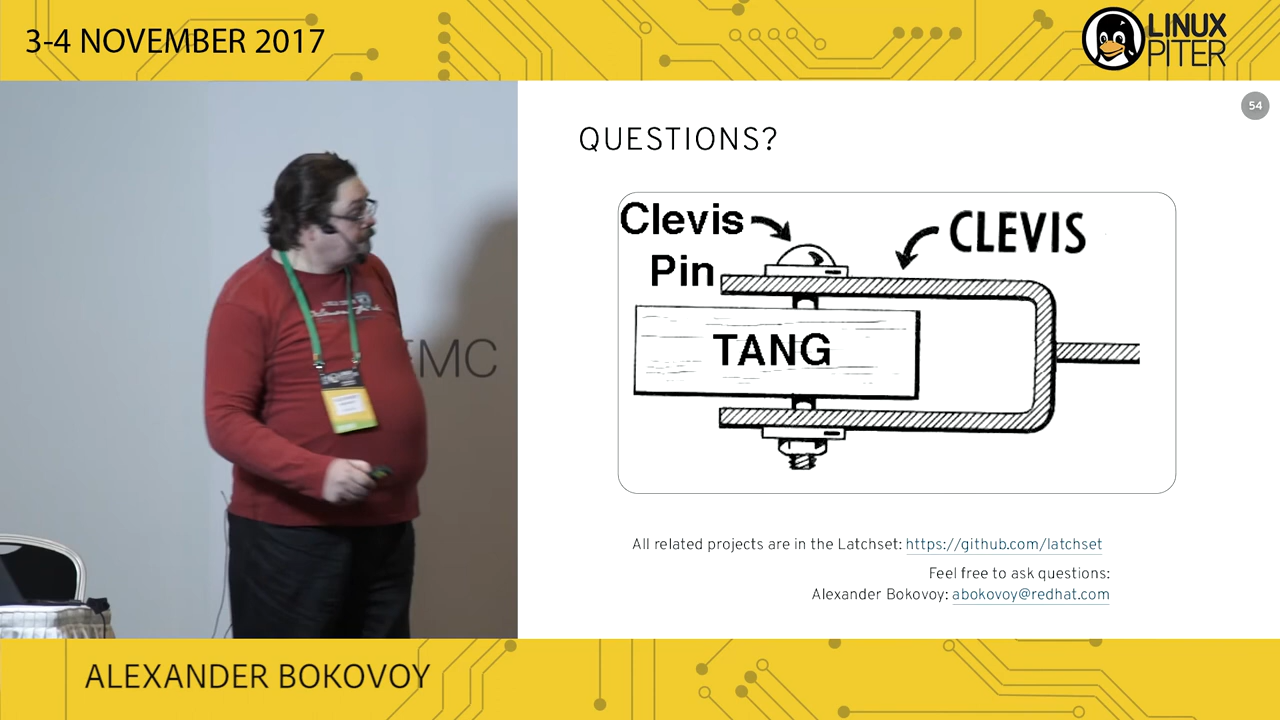 3-4 NOVEMBER 2017
LINUX
PITER
54
QUESTIONS?
Clevis
Pin
CLEVIS
TANG
EMC
All related projects are in the Latchset: https://github.com/latchset
Feel free to ask questions:
Alexander Bokovoy: abokovoy@redhat.com
ALEXANDER BOKOVOY